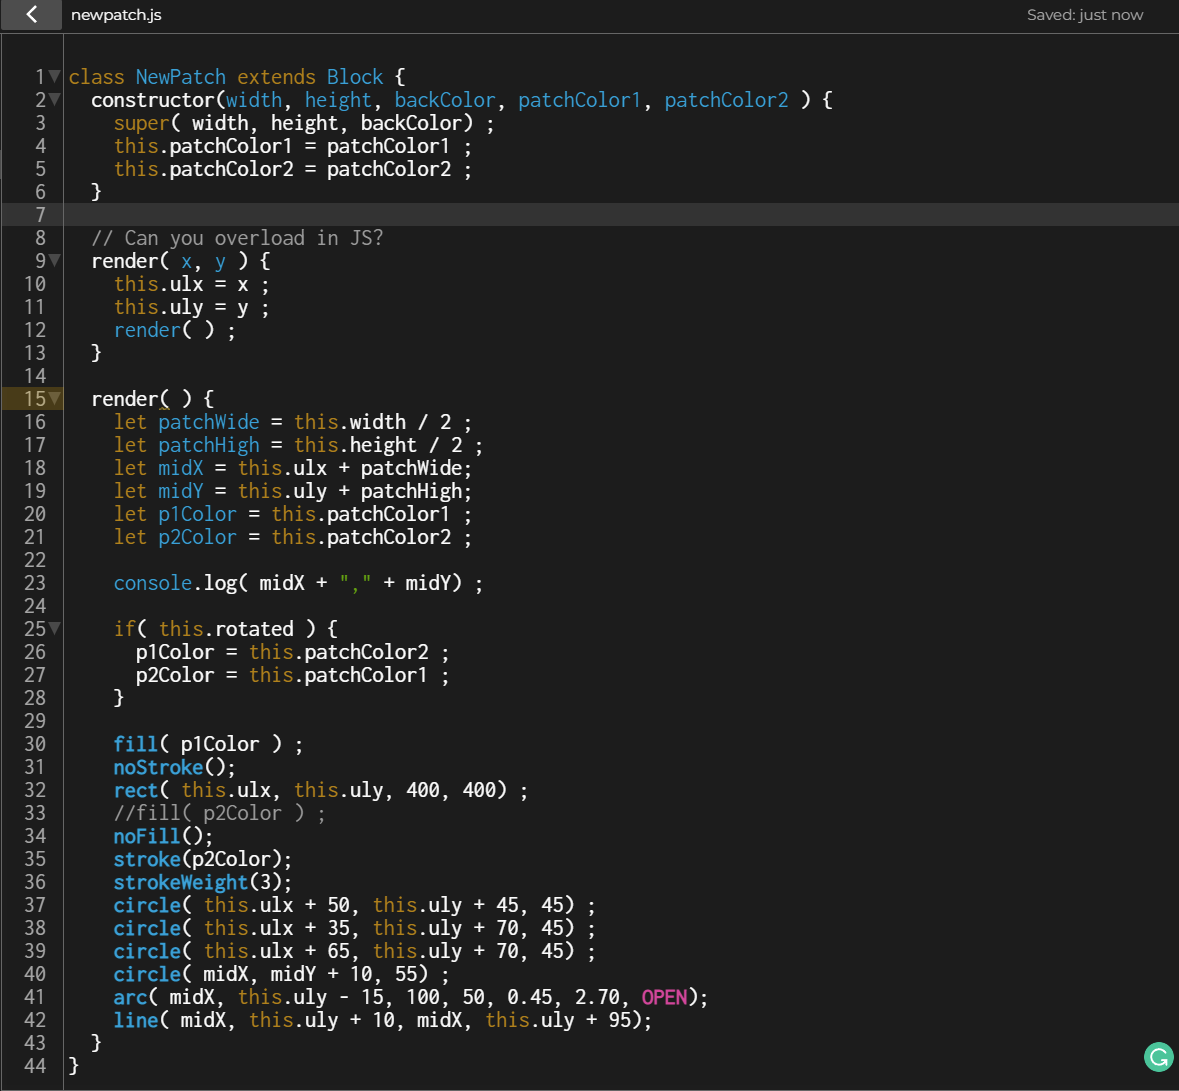 newpatch.js
Saved: just now
1 class NewPatch extends Block {
2   constructor(width, height, backColor, patchColor1, patchColor2 ) {
3     super( width, height, backColor) ;
4     this.patchColor1 = patchColor1 ;
5     this.patchColor2 = patchColor2 ;
6   }
7
8   // Can you overload in JS?
9   render( x, y ) {
10     this.ulx = x ;
11     this.uly = y ;
12     render( ) ;
13   }
14
15   render( ) {
16     let patchWide = this.width / 2 ;
17     let patchHigh = this.height / 2 ;
18     let midX = this.ulx + patchWide;
19     let midY = this.uly + patchHigh;
20     let p1Color = this.patchColor1 ;
21     let p2Color = this.patchColor2 ;
22
23     console.log( midX + "," + midY) ;
24
25     if( this.rotated ) {
26       p1Color = this.patchColor2 ;
27       p2Color = this.patchColor1 ;
28     }
29
30     fill( p1Color ) ;
31     noStroke();
32     rect( this.ulx, this.uly, 400, 400) ;
33     //fill( p2Color ) ;
34     noFill();
35     stroke(p2Color);
36     strokeWeight(3);
37     circle( this.ulx + 50, this.uly + 45, 45) ;
38     circle( this.ulx + 35, this.uly + 70, 45) ;
39     circle( this.ulx + 65, this.uly + 70, 45) ;
40     circle( midX, midY + 10, 55) ;
41     arc( midX, this.uly - 15, 100, 50, 0.45, 2.70, OPEN);
42     line( midX, this.uly + 10, midX, this.uly + 95);
43   }
44 }